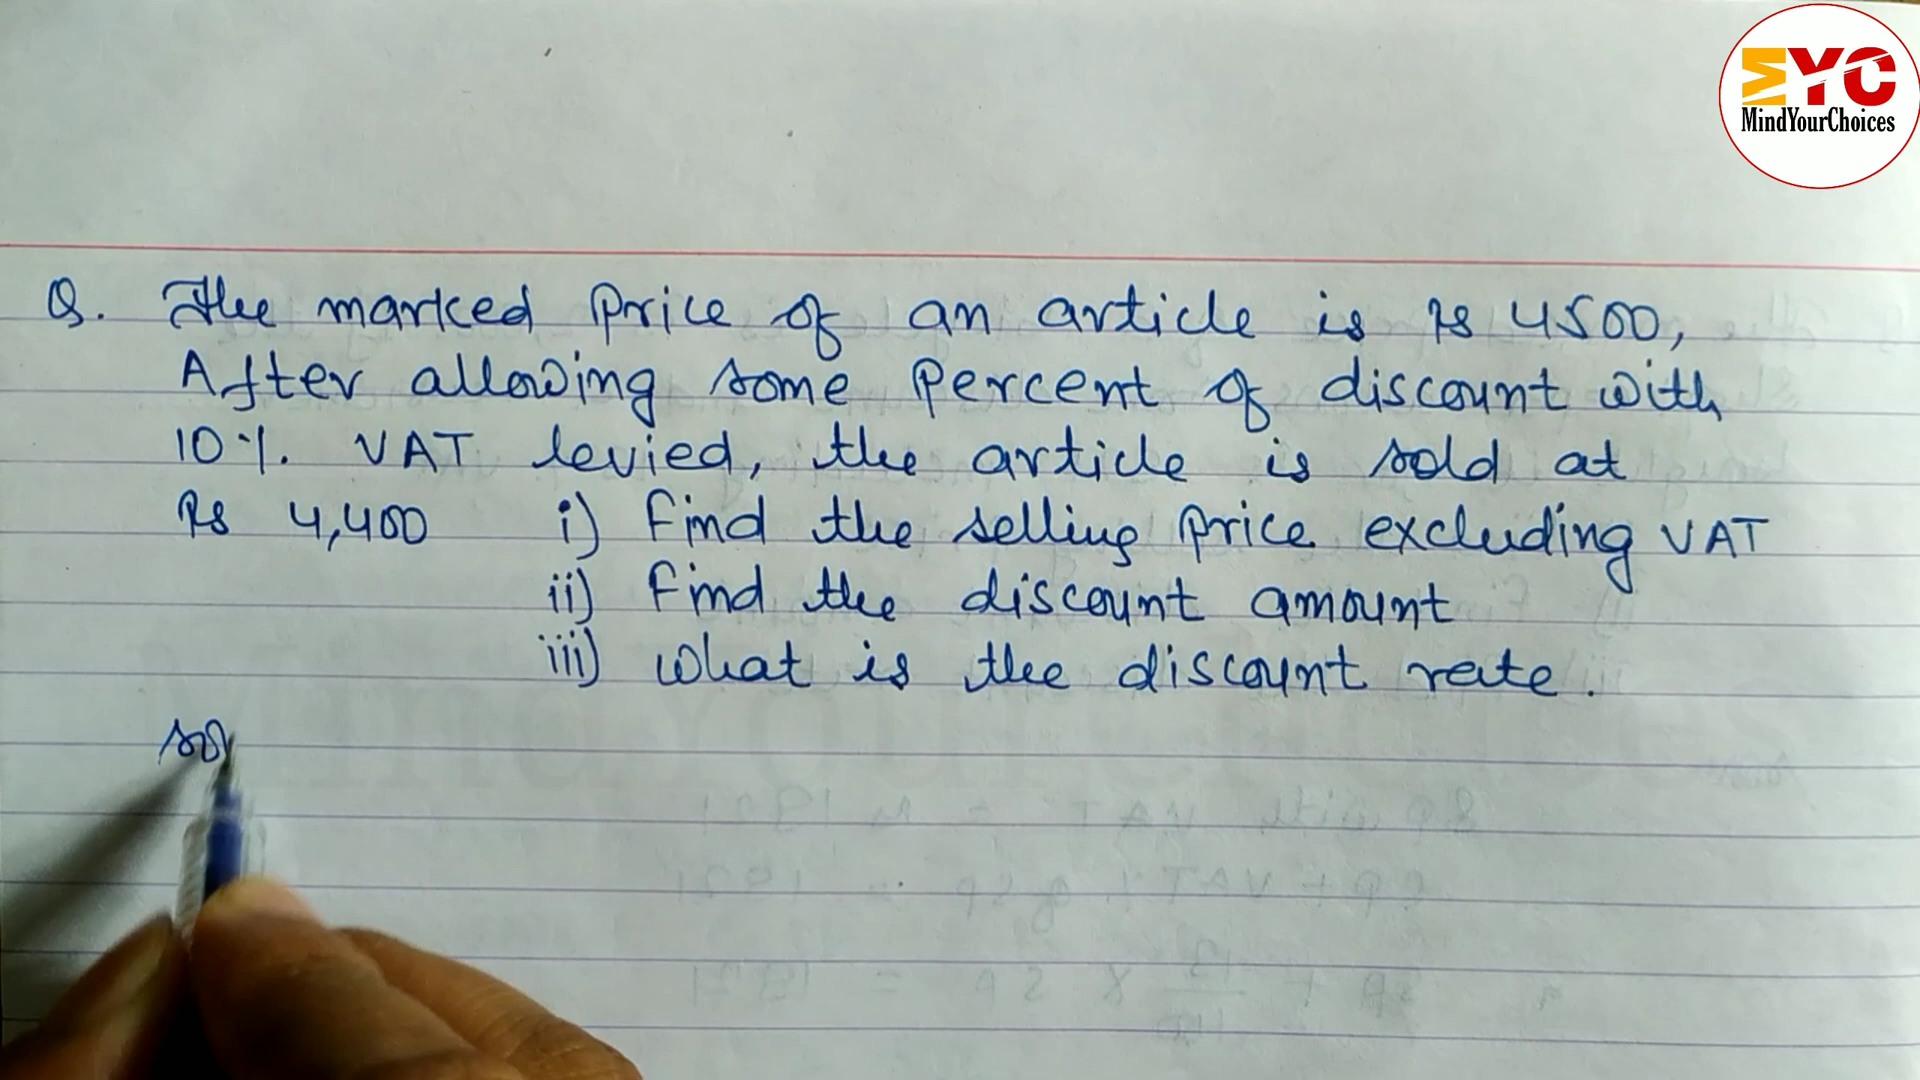 MYC
MindYourChoices
Q. The marked price of an article is Rs 4500,
After allowing some percent of discount with
10%. VAT levied, the article is sold at
Rs 4,400 i) Find the selling price excluding VAT
ii) Find the discount amount
iii) What is the discount rate.
sol